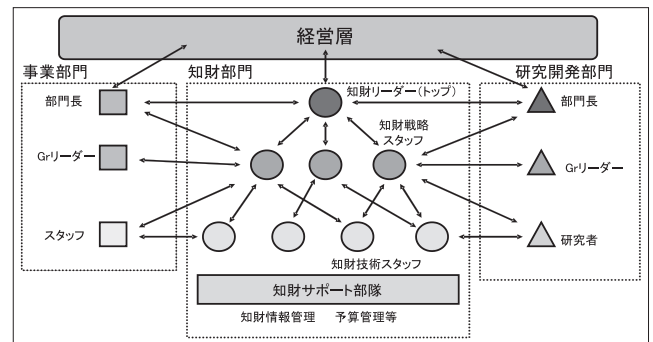 経営層
事業部門
知財部門
研究開発部門
部門長
知財リーダー(トップ)
部門長
知財戦略
スタッフ
Grリーダー
Grリーダー
スタッフ
研究者
知財技術スタッフ
知財サポート部隊
知財情報管理 予算管理等